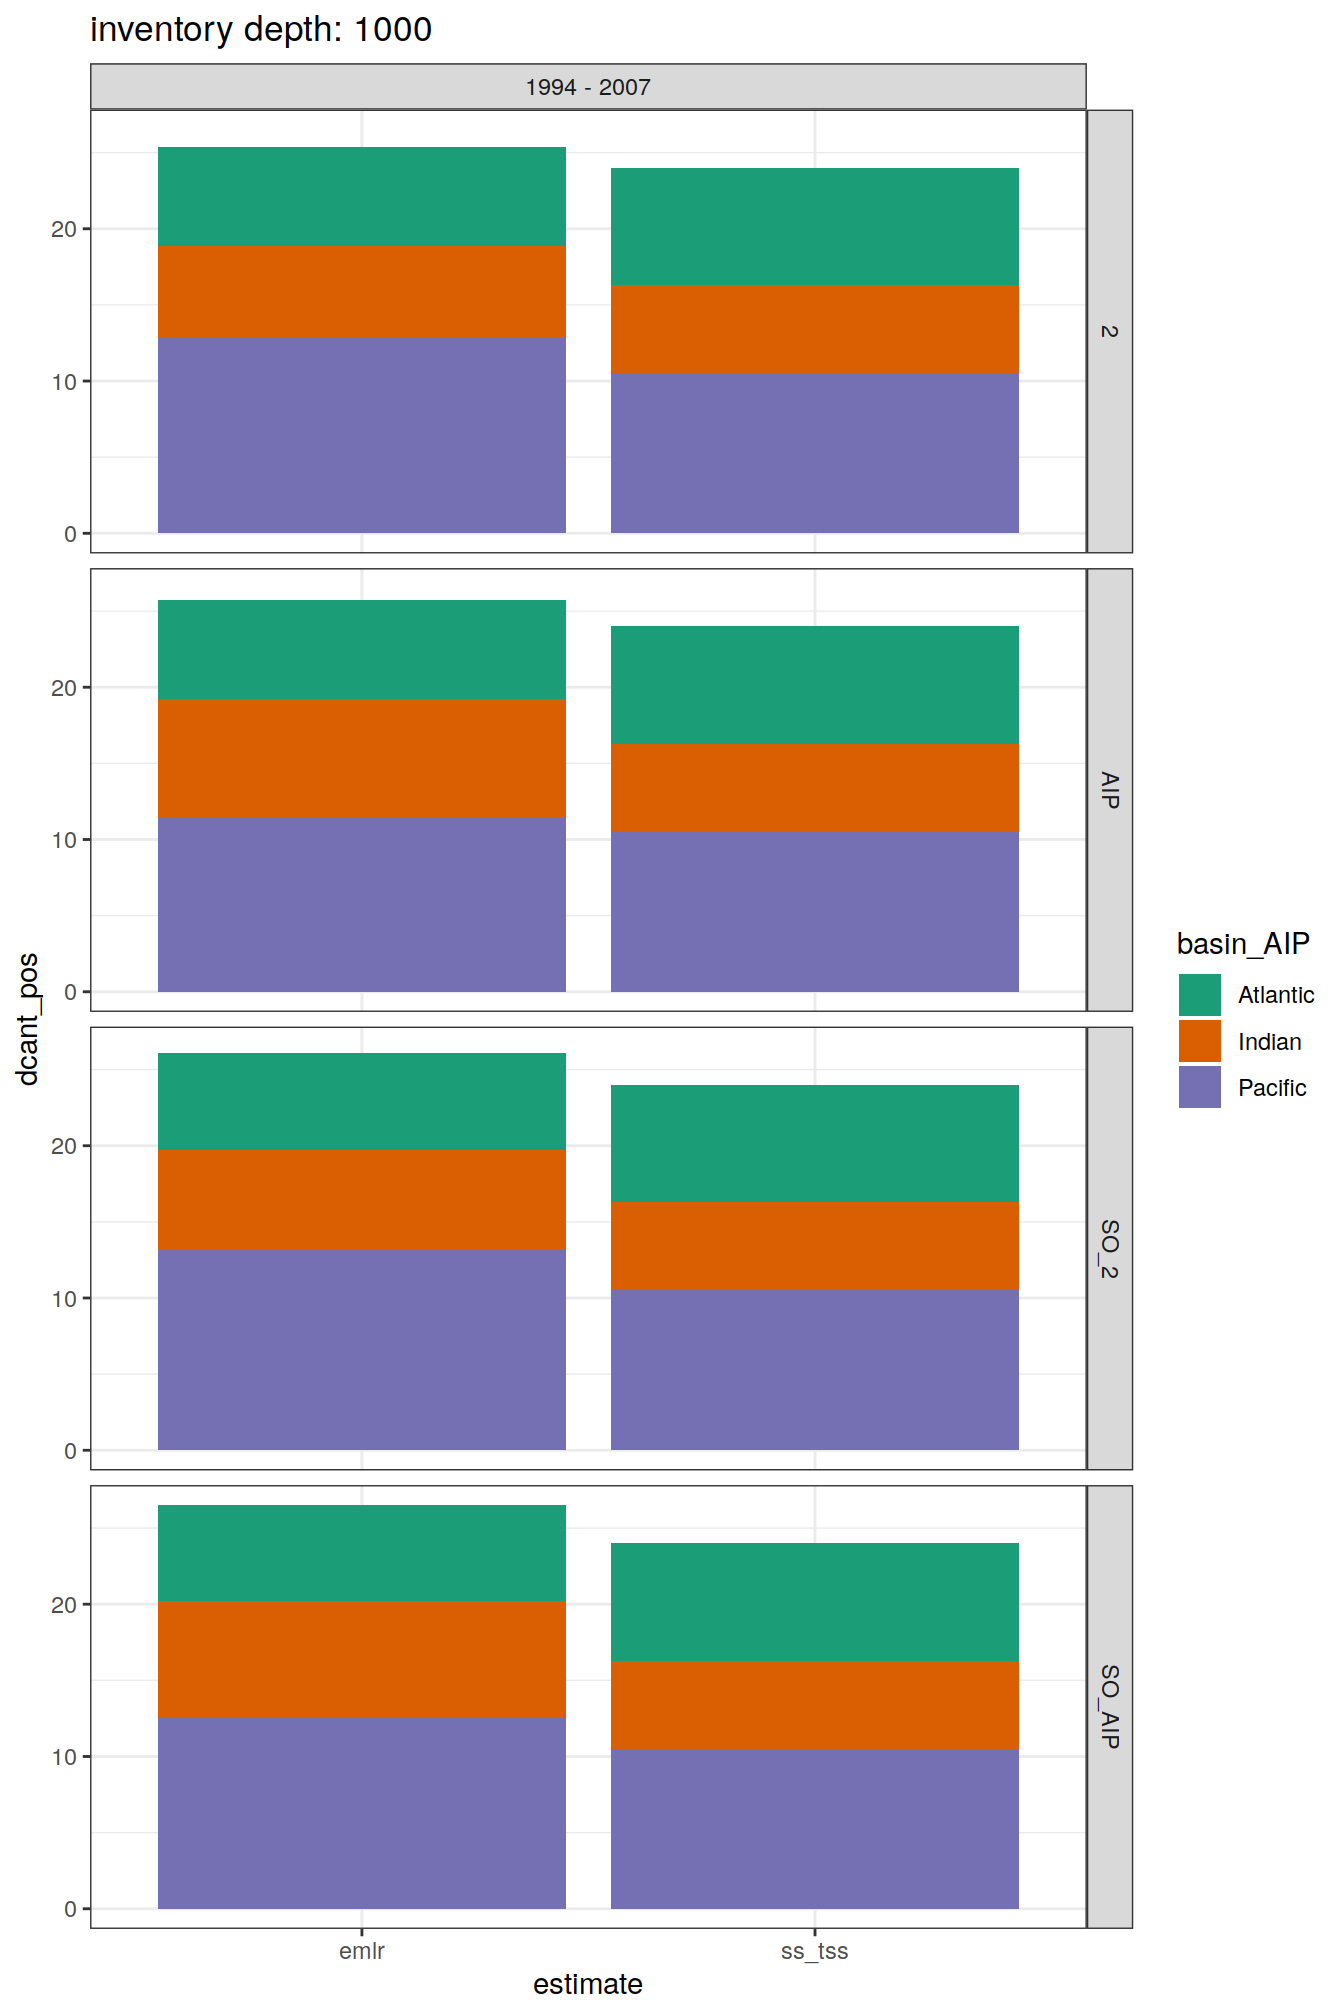 inventory depth: 1000
1994 - 2007
20
10
0
2
20
10
0
AIP
20
10
0
SO_2
20
10
0
SO_AIP
emlr
ss_tss
estimate
dcant_pos
basin_AIP
Atlantic
Indian
Pacific